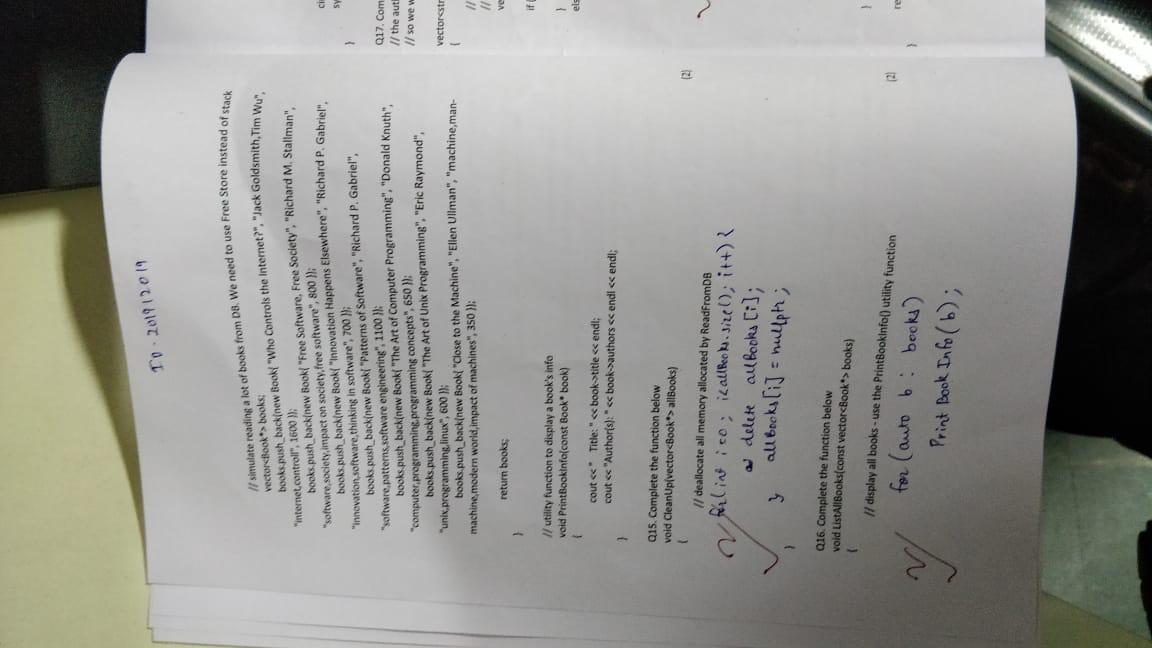 ID - 201912019
// simulate reading a lot of books from DB. We need to use Free Store instead of stack
vector<Book*> books;
books.push_back(new Book{ "Who Controls the Internet?", "Jack Goldsmith,Tim Wu",
"internet,controll", 1600 });
books.push_back(new Book{ "Free Software, Free Society", "Richard M. Stallman",
"software,society,impact on society,free software", 800 });
books.push_back(new Book{ "Innovation Happens Elsewhere", "Richard P. Gabriel",
"innovation,software,thinking in software", 700 });
books.push_back(new Book{ "Patterns of Software", "Richard P. Gabriel",
"software,patterns,software engineering", 1100 });
books.push_back(new Book{ "The Art of Computer Programming", "Donald Knuth",
"computer,programming,programming concepts", 650 });
books.push_back(new Book{ "The Art of Unix Programming", "Eric Raymond",
"unix,programming,linux", 600 });
books.push_back(new Book{ "Close to the Machine", "Ellen Ullman", "machine,man-
machine,modern world,impact of machines", 350 });
return books;
}
// utility function to display a book's info
void PrintBookInfo(const Book* book)
{
cout << "   Title: " << book->title << endl;
cout << "Author(s): " << book->authors << endl << endl;
}
Q15. Complete the function below
void CleanUp(vector<Book*> allBooks) (2)
{
// deallocate all memory allocated by ReadFromDB
for(int i=0; i<allBooks.size(); i++) {
delete allBooks[i];
} allBooks[i] = nullptr;
}
Q16. Complete the function below
void ListAllBooks(const vector<Book*> books)
{
// display all books - use the PrintBookInfo() utility function (2)
for (auto b : books)
Print Book Info(b);
ci
sy
}
Q17. Com
// the aut
// so we w
vector<str
{
//
//
ve
if (
}
els
}
re
}